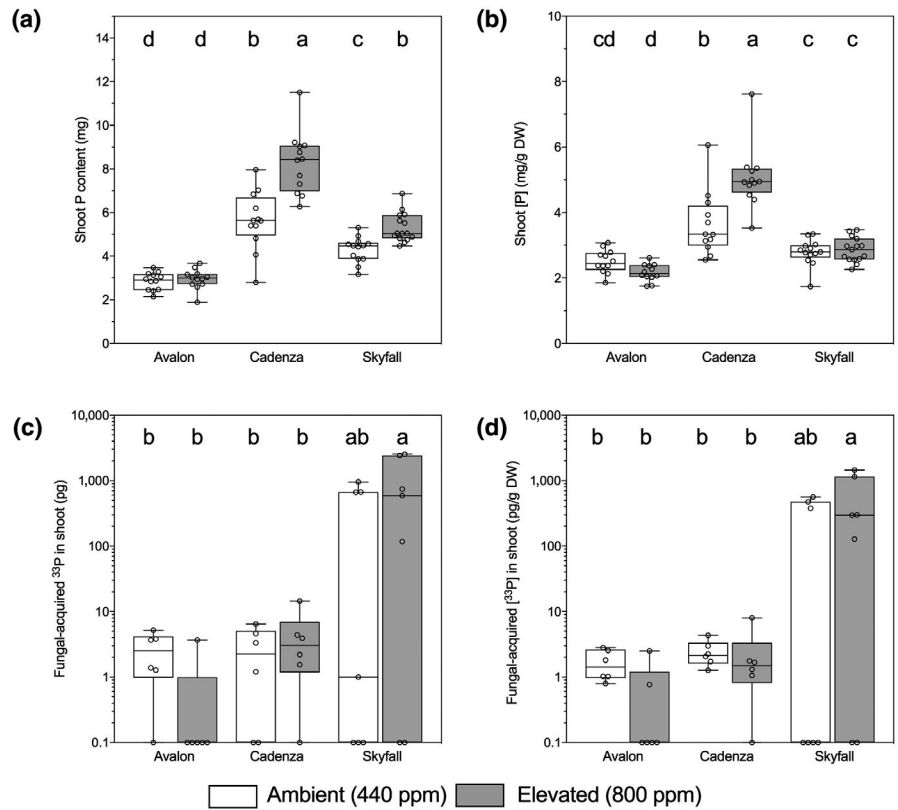 (a)
Shoot P content (mg)
14
12
10
8
6
4
2
0
d d b a c b
Avalon Cadenza Skyfall
(b)
Shoot [P] (mg/g DW)
10
8
6
4
2
0
cd d b a c c
Avalon Cadenza Skyfall
(c)
Fungal-acquired ³³P in shoot (pg)
10,000
1,000
100
10
1
0.1
b b b b ab a
Avalon Cadenza Skyfall
(d)
Fungal-acquired [³³P] in shoot (pg/g DW)
10,000
1,000
100
10
1
0.1
b b b b ab a
Avalon Cadenza Skyfall
Ambient (440 ppm) Elevated (800 ppm)